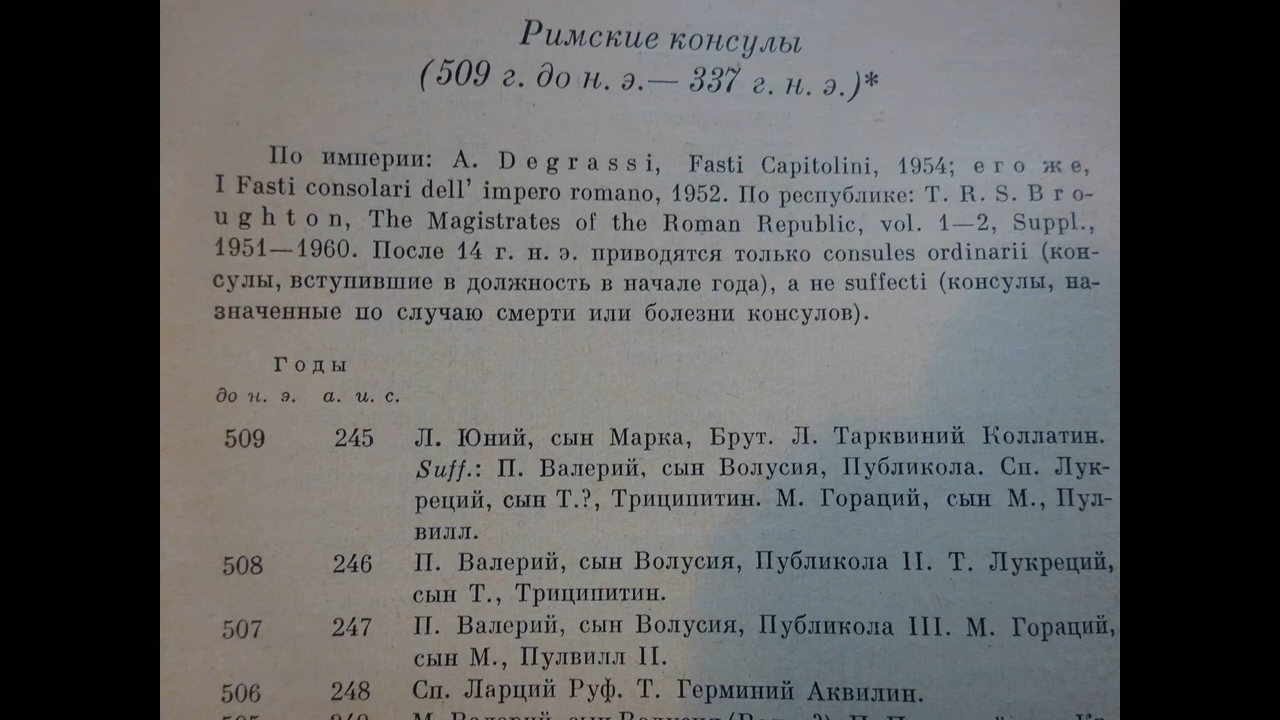 Римские консулы
(509 г. до н. э.— 337 г. н. э.)*
По империи: A. Degrassi, Fasti Capitolini, 1954; его же,
I Fasti consolari dell' impero romano, 1952. По республике: T. R. S. Bro-
ughton, The Magistrates of the Roman Republic, vol. 1—2, Suppl.,
1951—1960. После 14 г. н. э. приводятся только consules ordinarii (кон-
сулы, вступившие в должность в начале года), а не suffecti (консулы, на-
значенные по случаю смерти или болезни консулов).
Годы
до н. э. а. и. с.
509 245 Л. Юний, сын Марка, Брут. Л. Тарквиний Коллатин.
Suff.: П. Валерий, сын Волусия, Публикола. Сп. Лук-
реций, сын Т.?, Триципитин. М. Гораций, сын М., Пул-
вилл.
508 246 П. Валерий, сын Волусия, Публикола II. Т. Лукреций,
сын Т., Триципитин.
507 247 П. Валерий, сын Волусия, Публикола III. М. Гораций,
сын М., Пулвилл II.
506 248 Сп. Ларций Руф. Т. Герминий Аквилин.